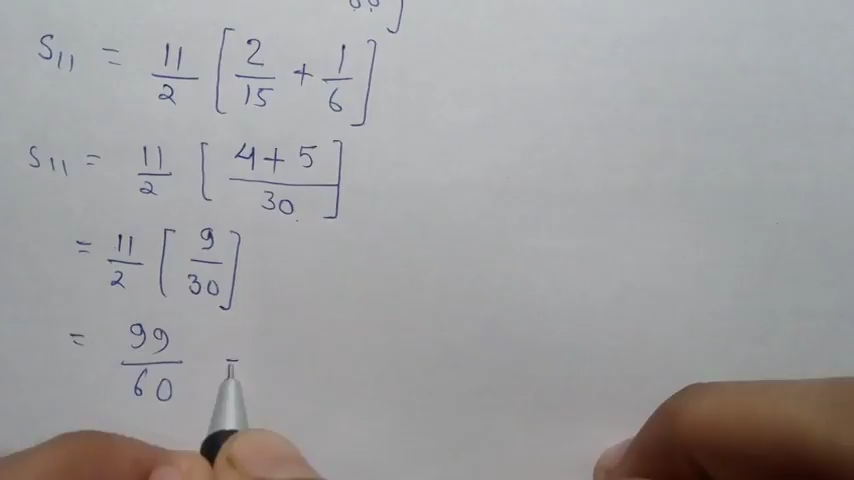 S₁₁ = 11/2 [ 2/15 + 1/6 ]
S₁₁ = 11/2 [ (4 + 5)/30 ]
= 11/2 [ 9/30 ]
= 99/60 =